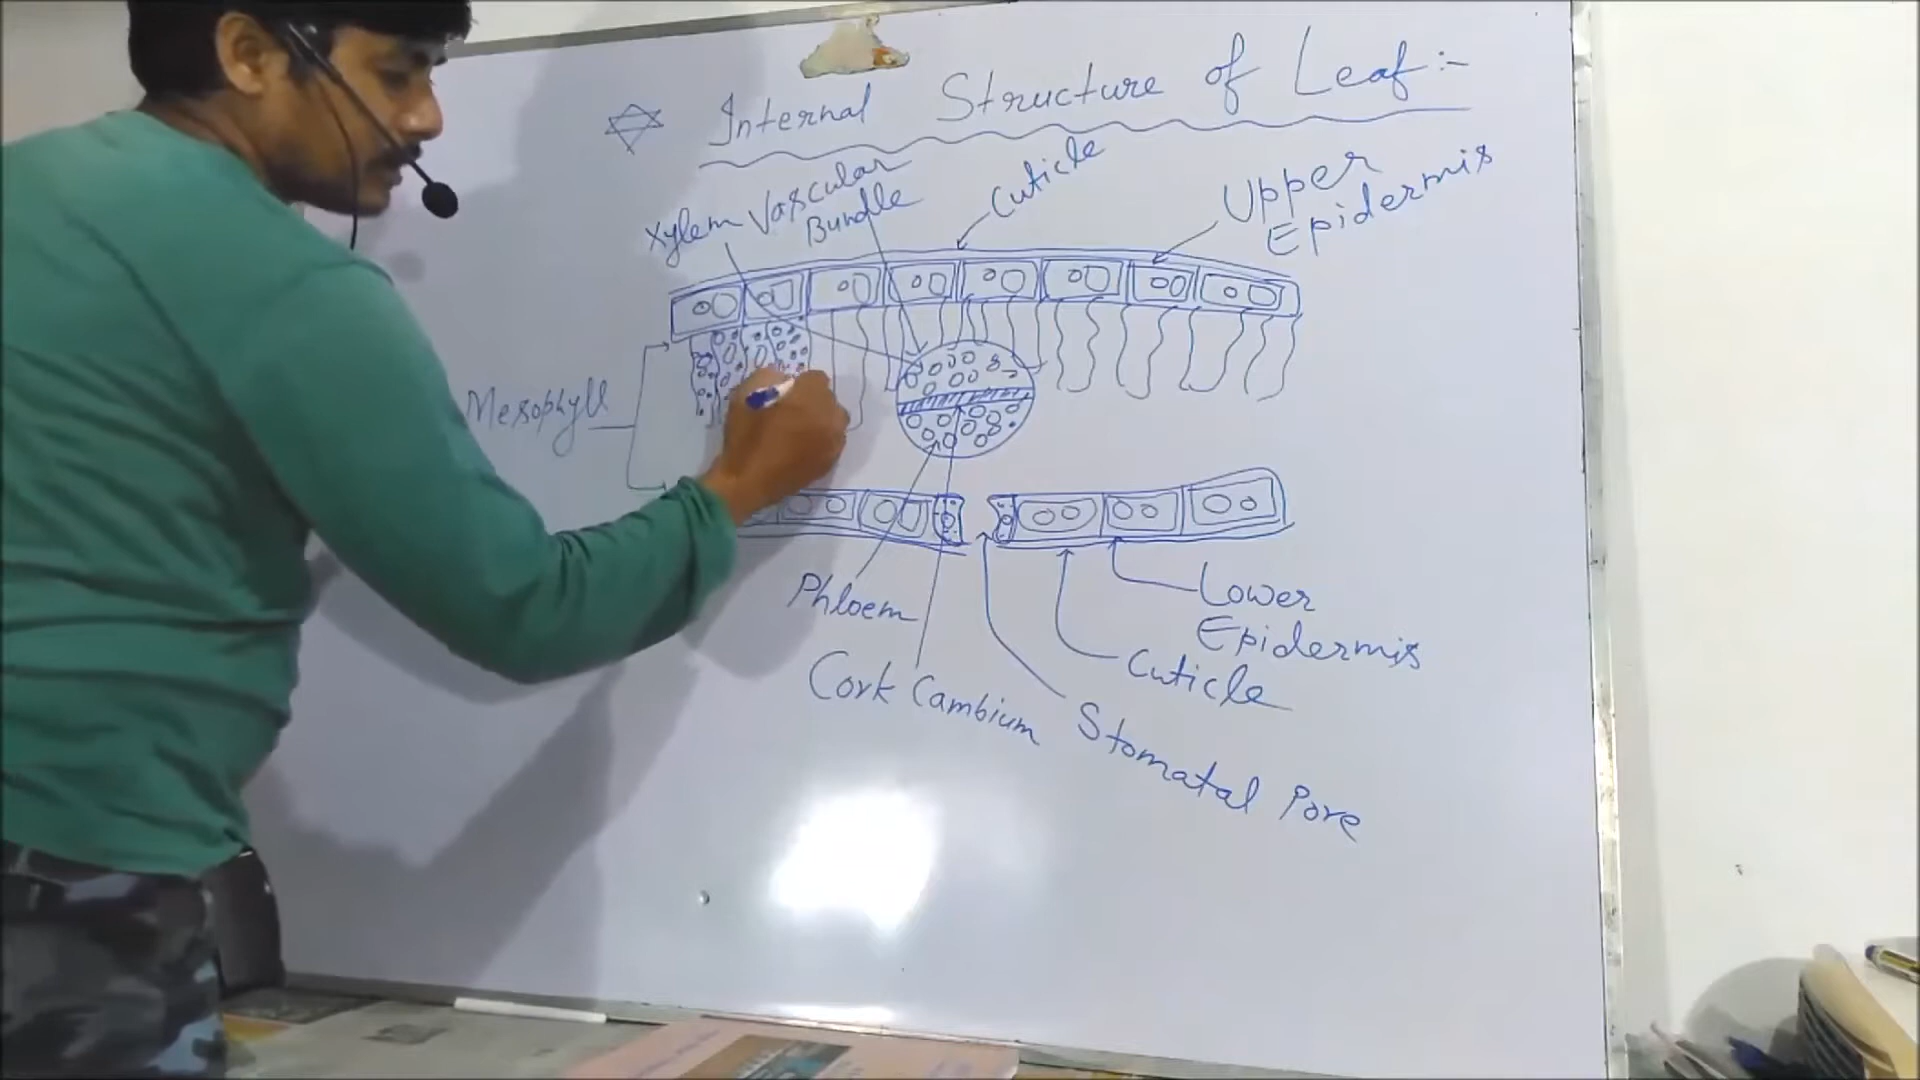 Internal Structure of Leaf :-
Xylem
Vascular
Bundle
Cuticle
Upper
Epidermis
Mesophyll
Phloem
Cork Cambium
Lower
Epidermis
Cuticle
Stomatal Pore